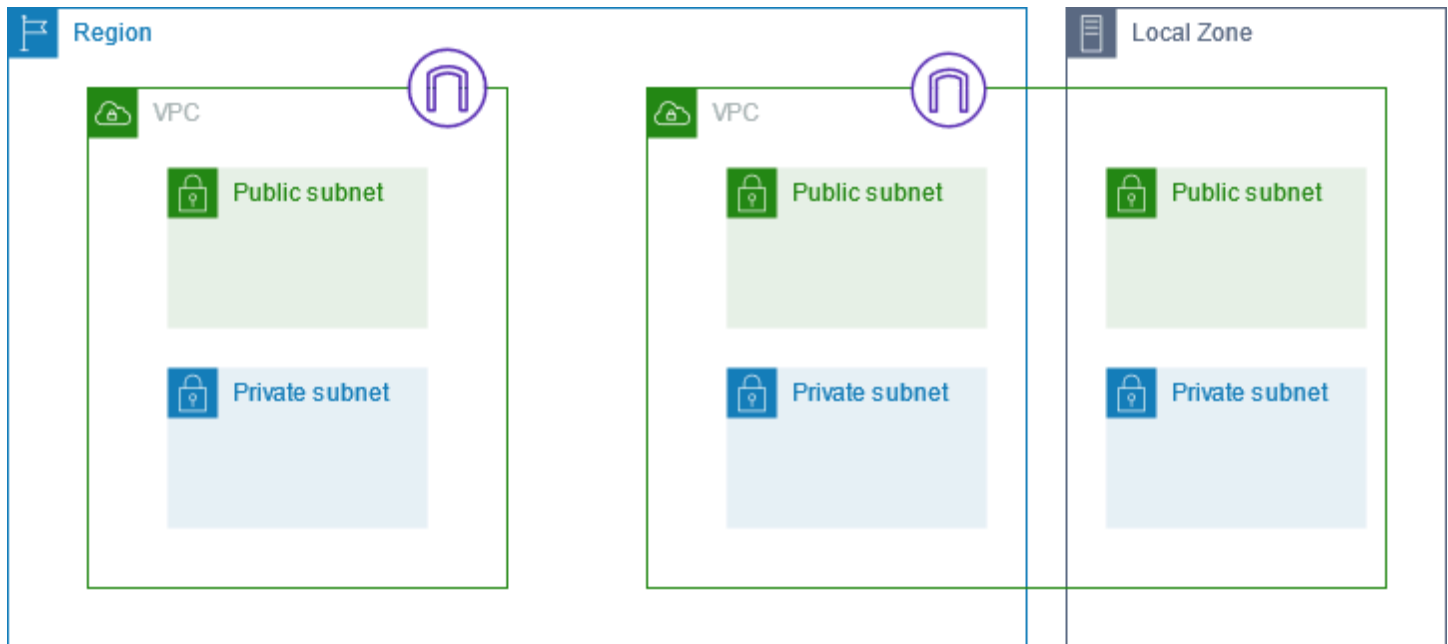 Region
Local Zone
VPC
VPC
Public subnet
Public subnet
Public subnet
Private subnet
Private subnet
Private subnet